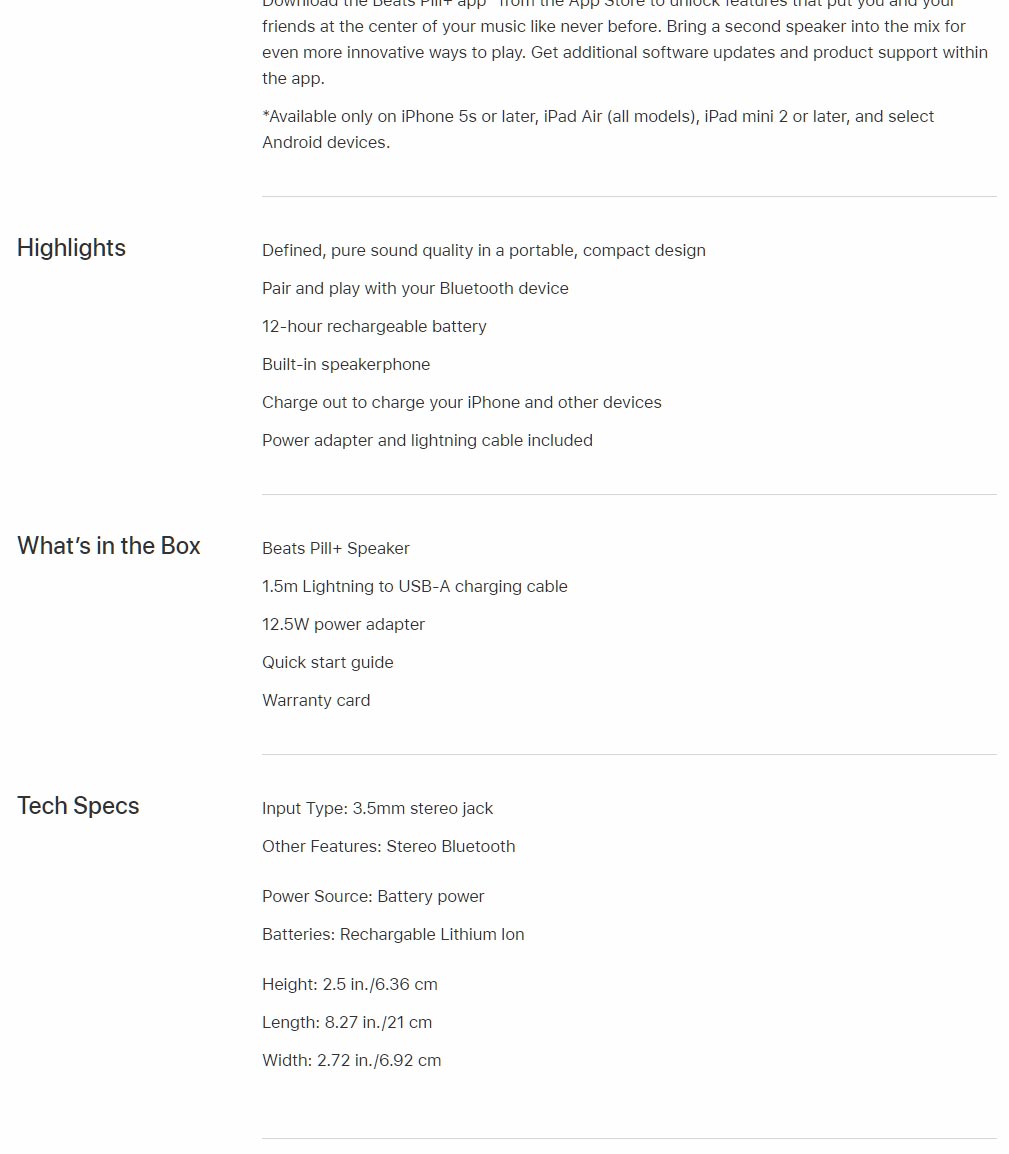 Download the Beats Pill+ app* from the App Store to unlock features that put you and your
friends at the center of your music like never before. Bring a second speaker into the mix for
even more innovative ways to play. Get additional software updates and product support within
the app.
*Available only on iPhone 5s or later, iPad Air (all models), iPad mini 2 or later, and select
Android devices.
Highlights
Defined, pure sound quality in a portable, compact design
Pair and play with your Bluetooth device
12-hour rechargeable battery
Built-in speakerphone
Charge out to charge your iPhone and other devices
Power adapter and lightning cable included
What's in the Box
Beats Pill+ Speaker
1.5m Lightning to USB-A charging cable
12.5W power adapter
Quick start guide
Warranty card
Tech Specs
Input Type: 3.5mm stereo jack
Other Features: Stereo Bluetooth
Power Source: Battery power
Batteries: Rechargable Lithium Ion
Height: 2.5 in./6.36 cm
Length: 8.27 in./21 cm
Width: 2.72 in./6.92 cm